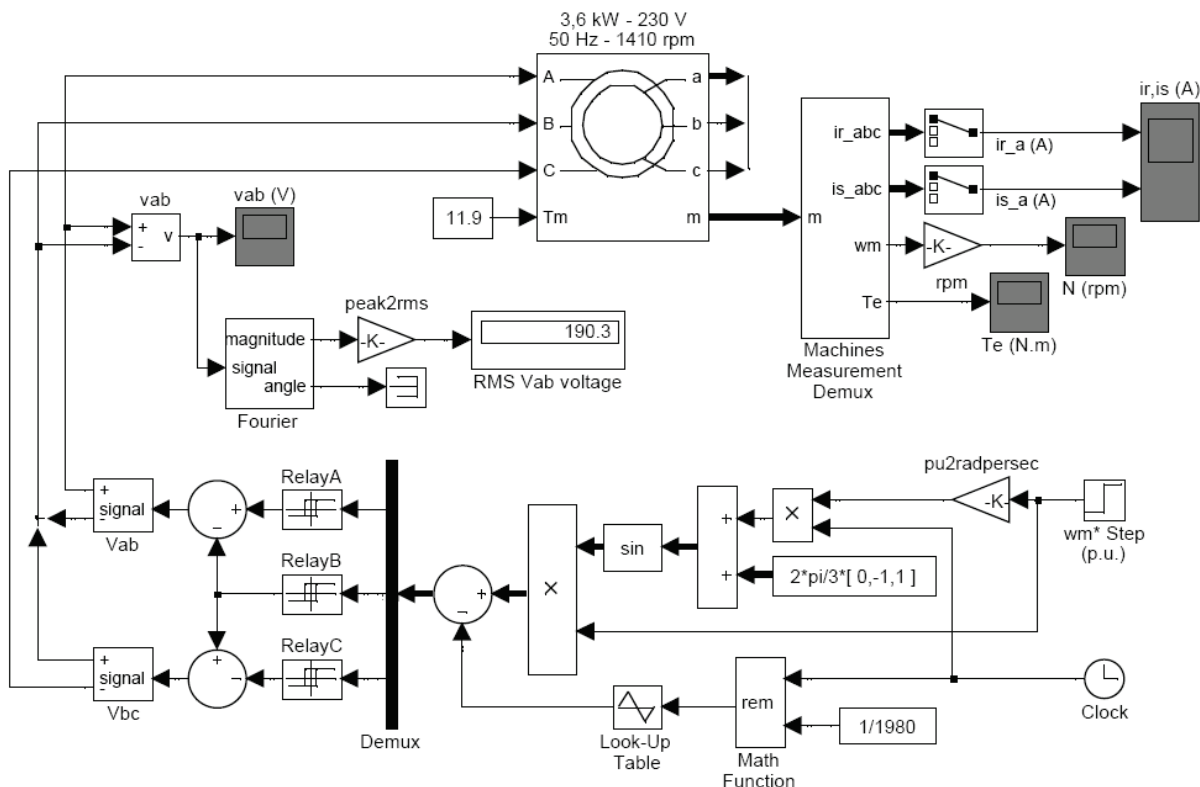 3,6 kW - 230 V
50 Hz - 1410 rpm
A
a
B
b
C
c
Tm
m
11.9
m
ir_abc
is_abc
wm
Te
Machines
Measurement
Demux
ir_a (A)
is_a (A)
ir,is (A)
-K-
rpm
N (rpm)
Te (N.m)
vab
+
-
v
vab (V)
peak2rms
magnitude
signal
angle
Fourier
-K-
190.3
RMS Vab voltage
+
signal
-
Vab
+
signal
-
Vbc
+
−
+
−
RelayA
RelayB
RelayC
Demux
+
−
×
sin
+
+
×
2*pi/3*[ 0,-1,1 ]
pu2radpersec
-K-
wm* Step
(p.u.)
Look-Up
Table
rem
Math
Function
1/1980
Clock